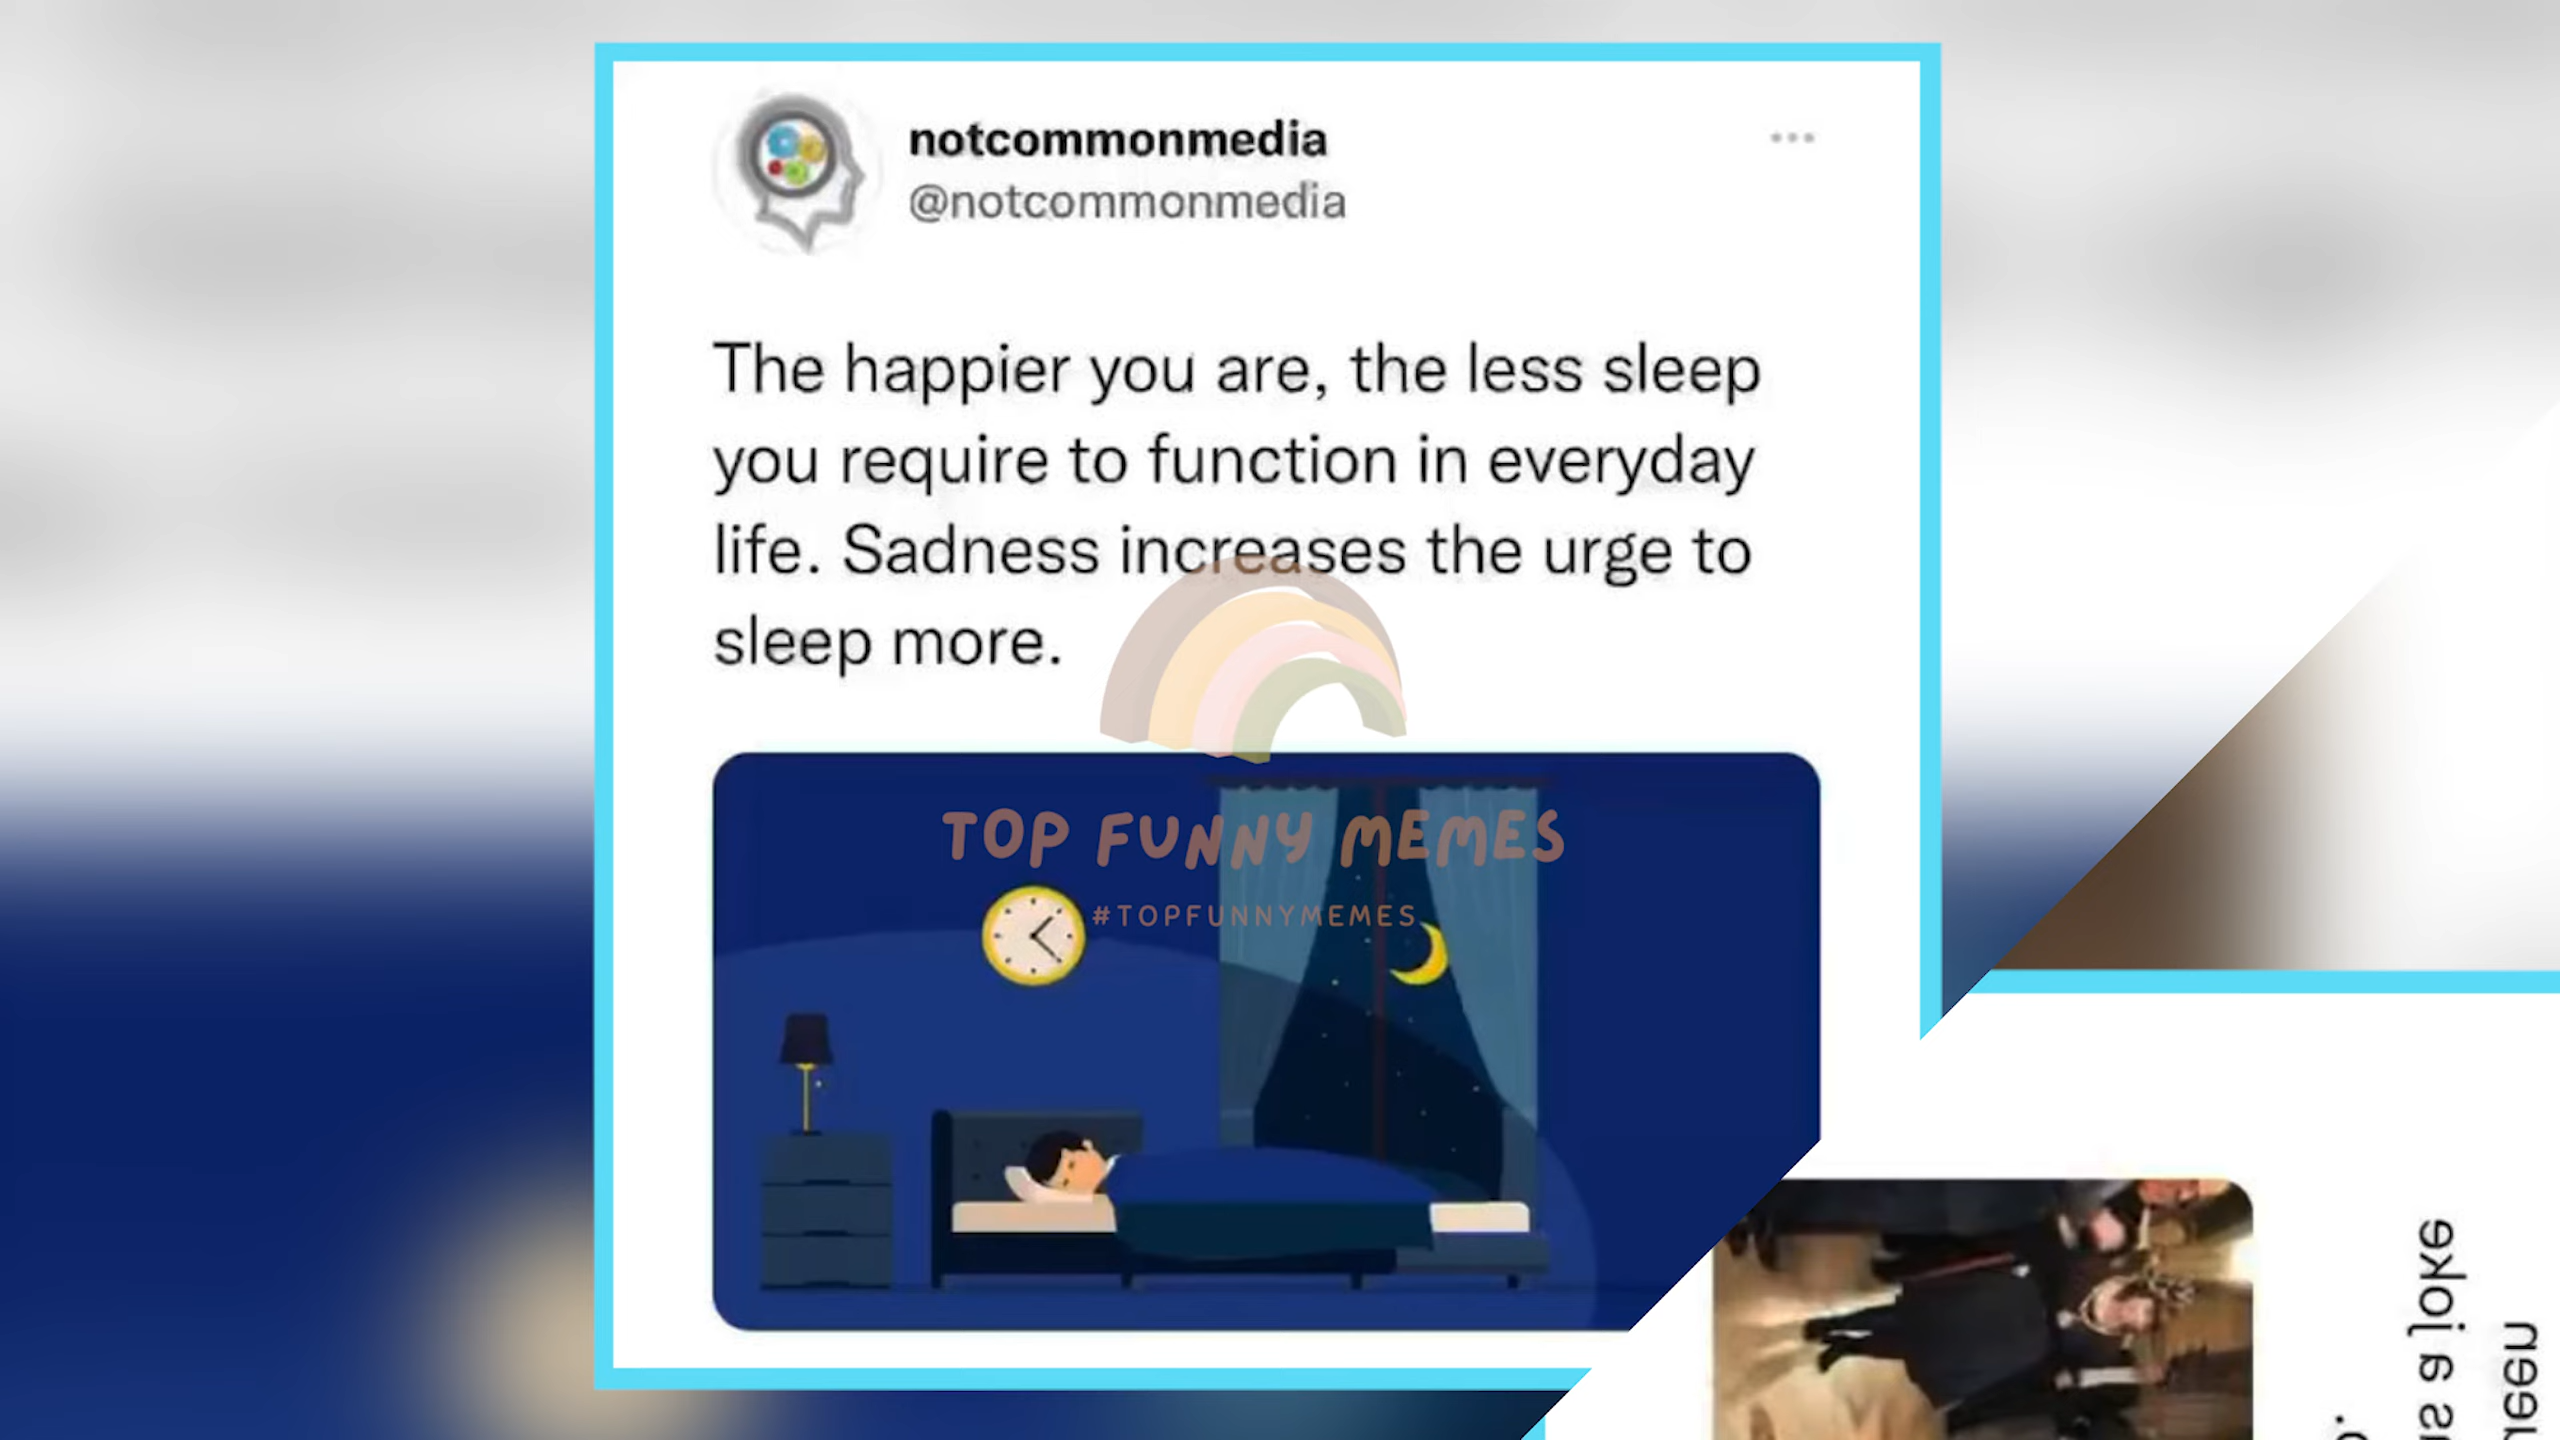 notcommonmedia
@notcommonmedia
The happier you are, the less sleep
you require to function in everyday
life. Sadness increases the urge to
sleep more.
TOP FUNNY MEMES
#TOPFUNNYMEMES
a joke